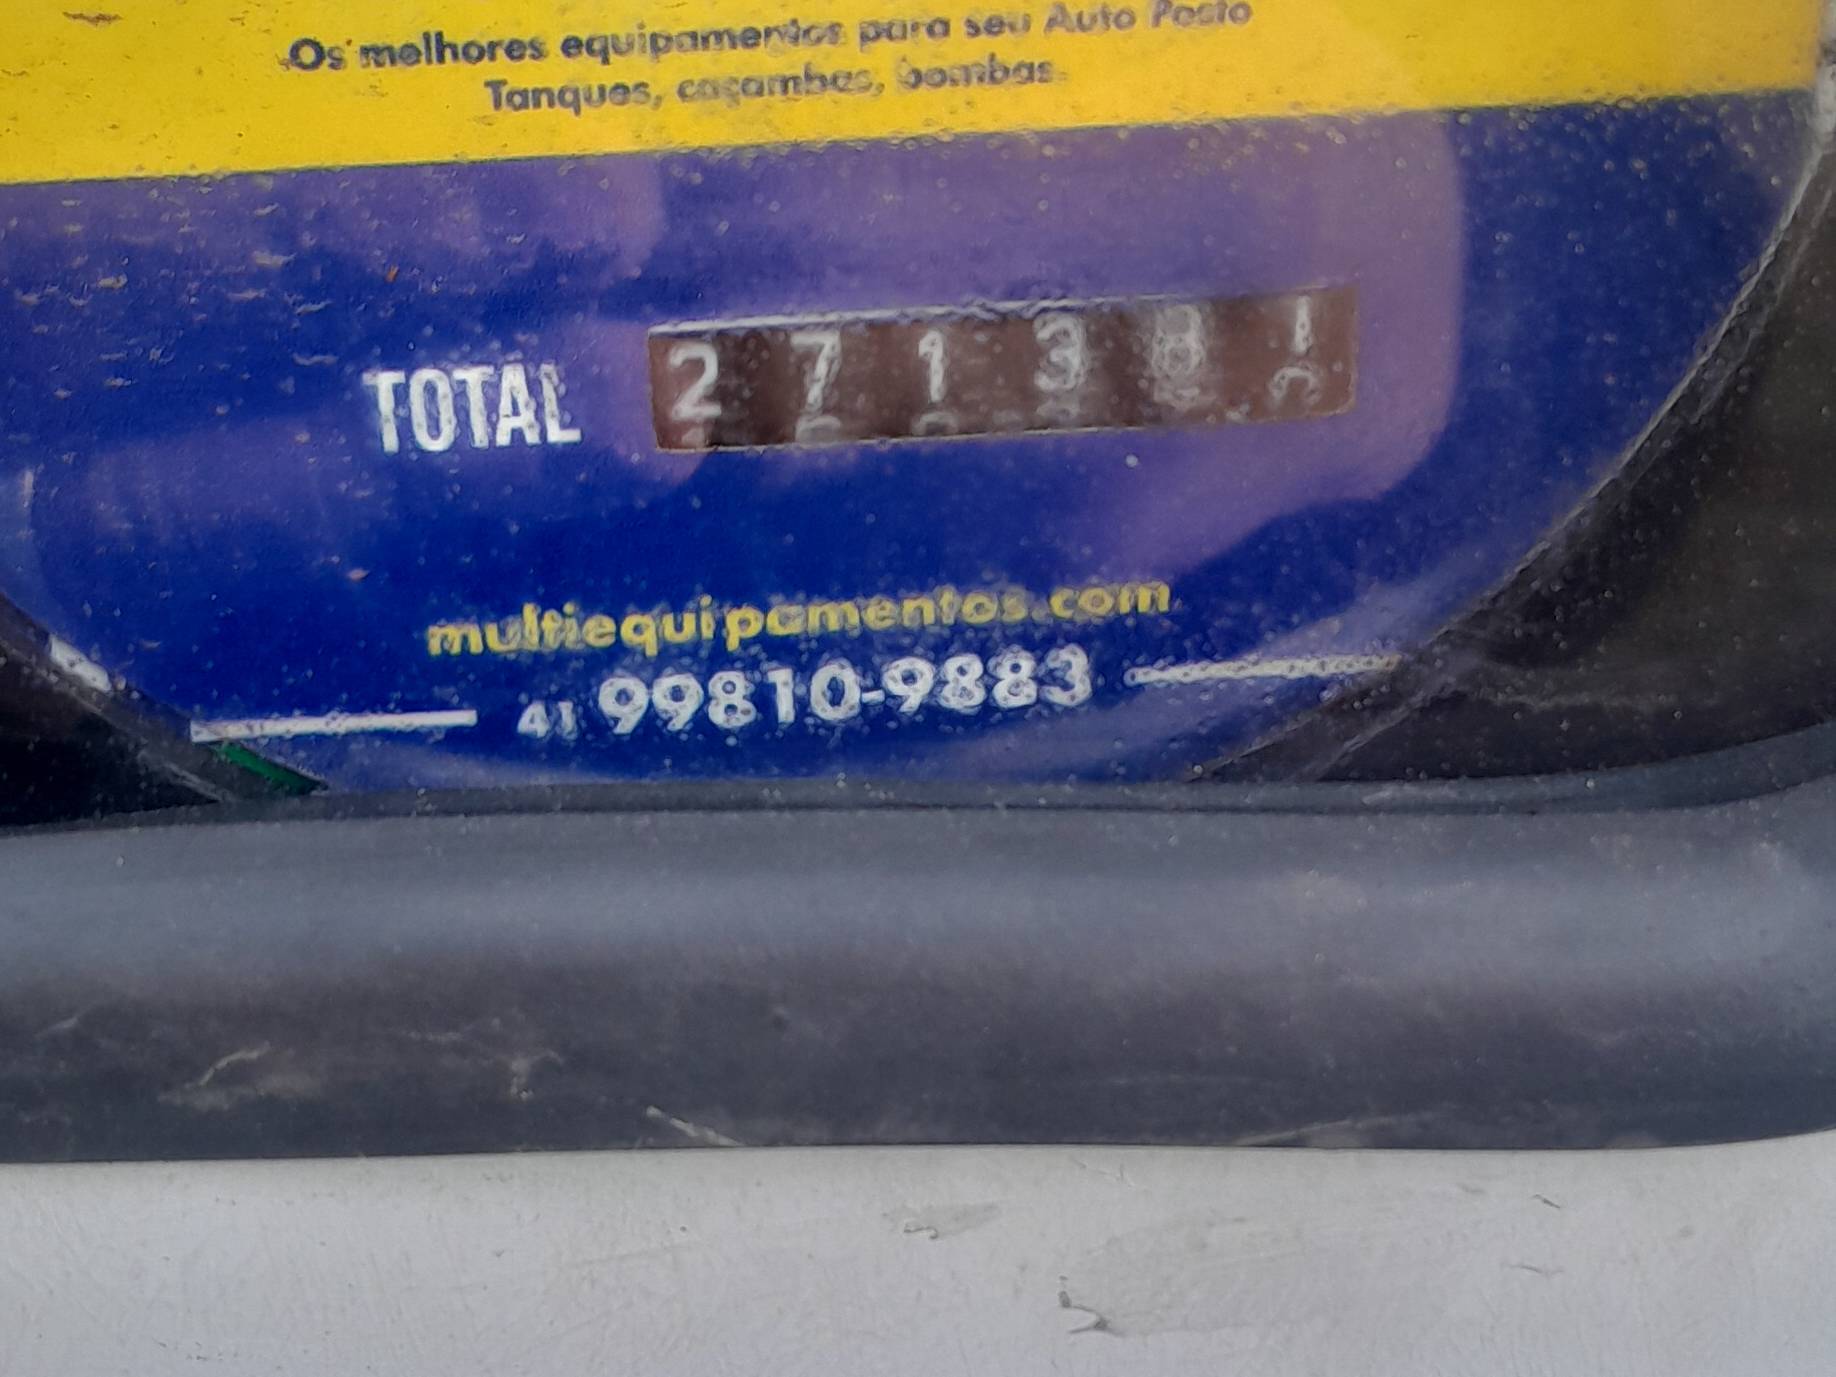 Os melhores equipamentos para seu Auto Posto
Tanques, caçambas, bombas
TOTAL 271381
multiequipamentos.com
41 99810-9883